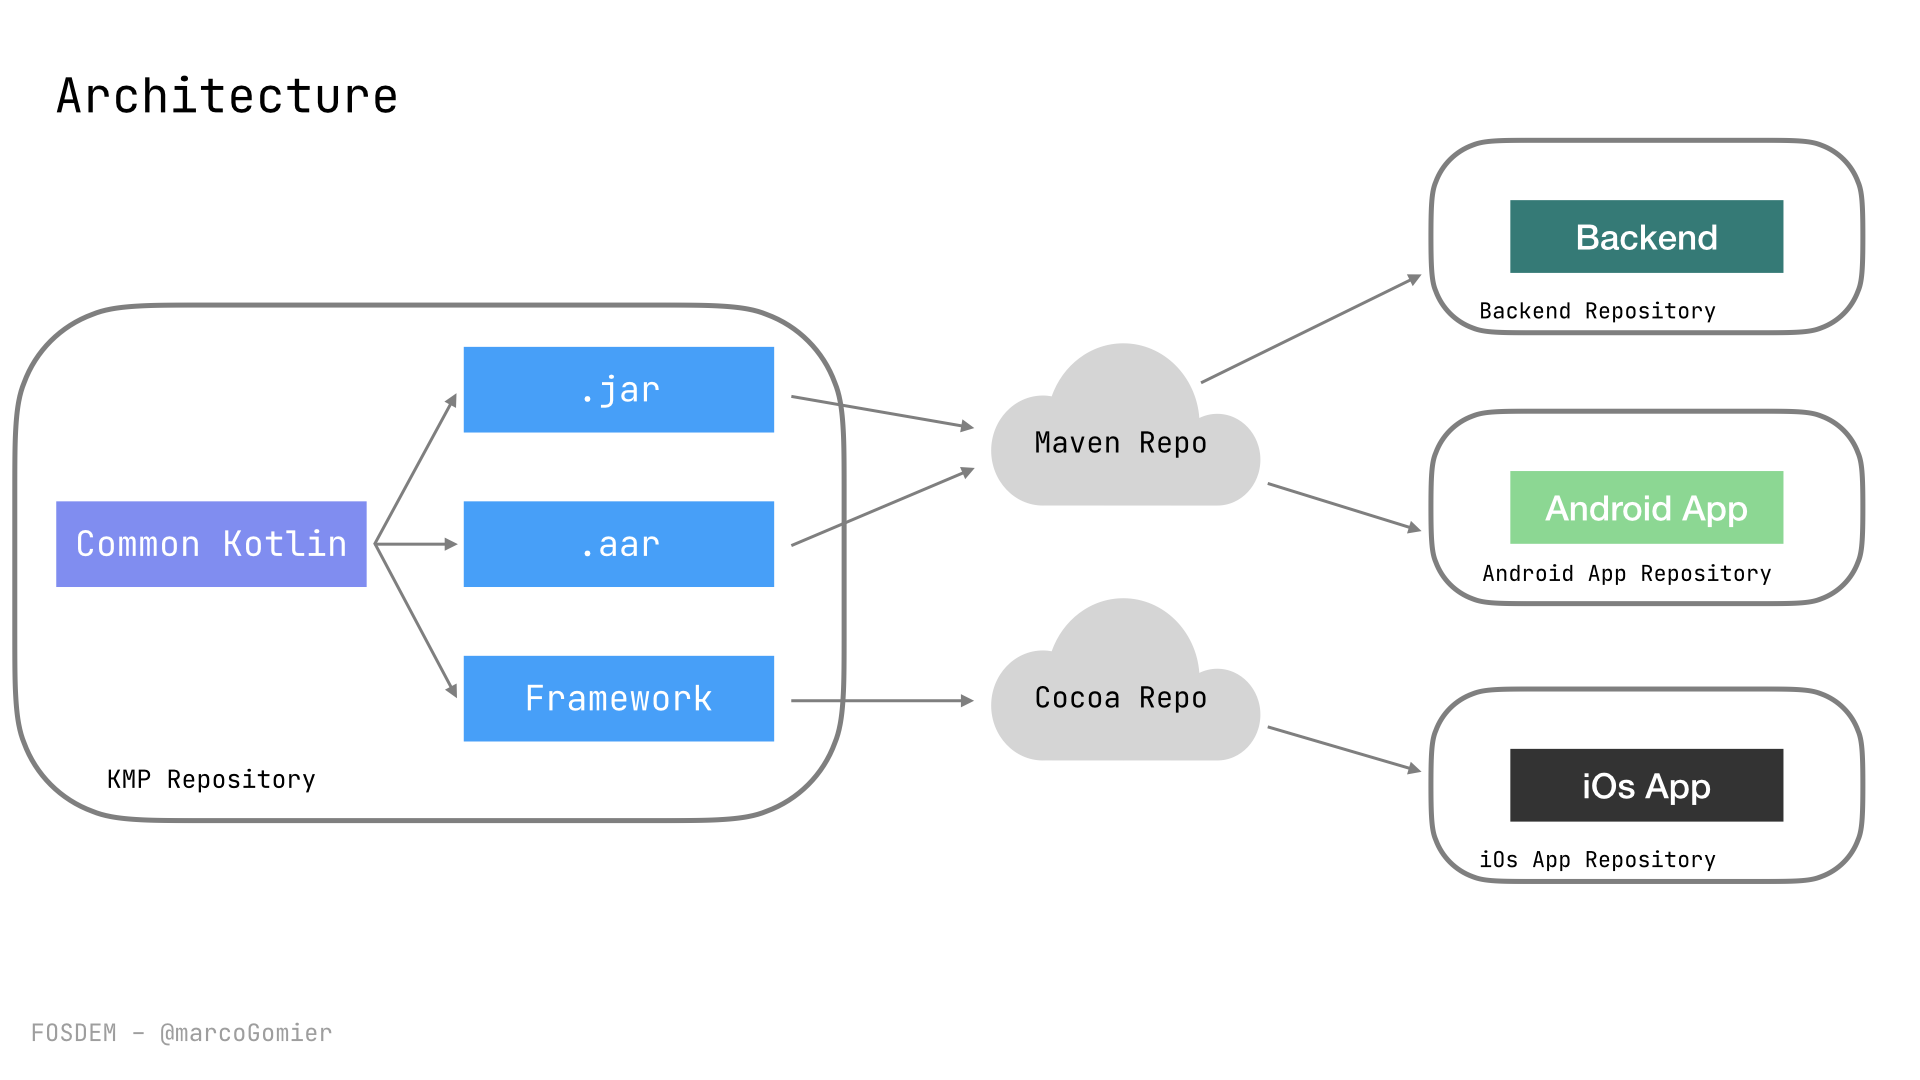 Architecture
Common Kotlin
.jar
.aar
Framework
KMP Repository
Maven Repo
Cocoa Repo
Backend
Backend Repository
Android App
Android App Repository
iOs App
iOs App Repository
FOSDEM - @marcoGomier